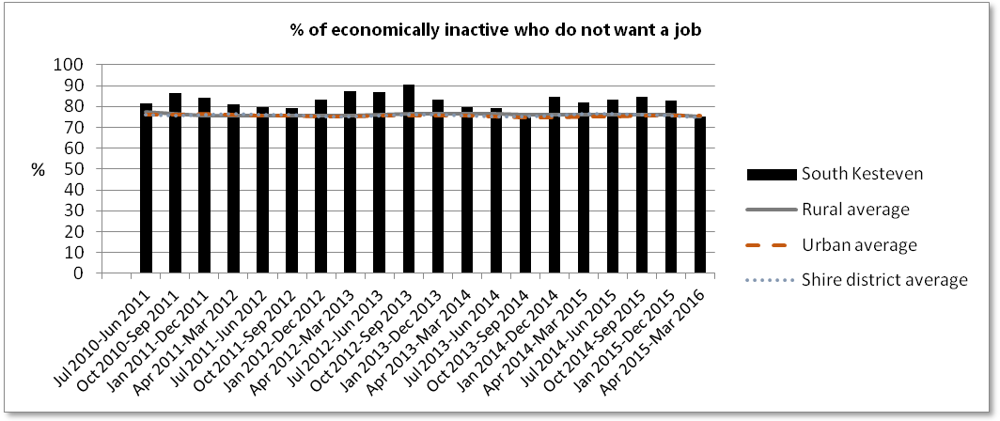 % of economically inactive who do not want a job
100
90
80
70
60
50
40
30
20
10
0
%
Jul 2010-Jun 2011
Oct 2010-Sep 2011
Jan 2011-Dec 2011
Apr 2011-Mar 2012
Jul 2011-Jun 2012
Oct 2011-Sep 2012
Jan 2012-Dec 2012
Apr 2012-Mar 2013
Jul 2012-Jun 2013
Oct 2012-Sep 2013
Jan 2013-Dec 2013
Apr 2013-Mar 2014
Jul 2013-Jun 2014
Oct 2013-Sep 2014
Jan 2014-Dec 2014
Apr 2014-Mar 2015
Jul 2014-Jun 2015
Oct 2014-Sep 2015
Jan 2015-Dec 2015
Apr 2015-Mar 2016
South Kesteven
Rural average
Urban average
Shire district average